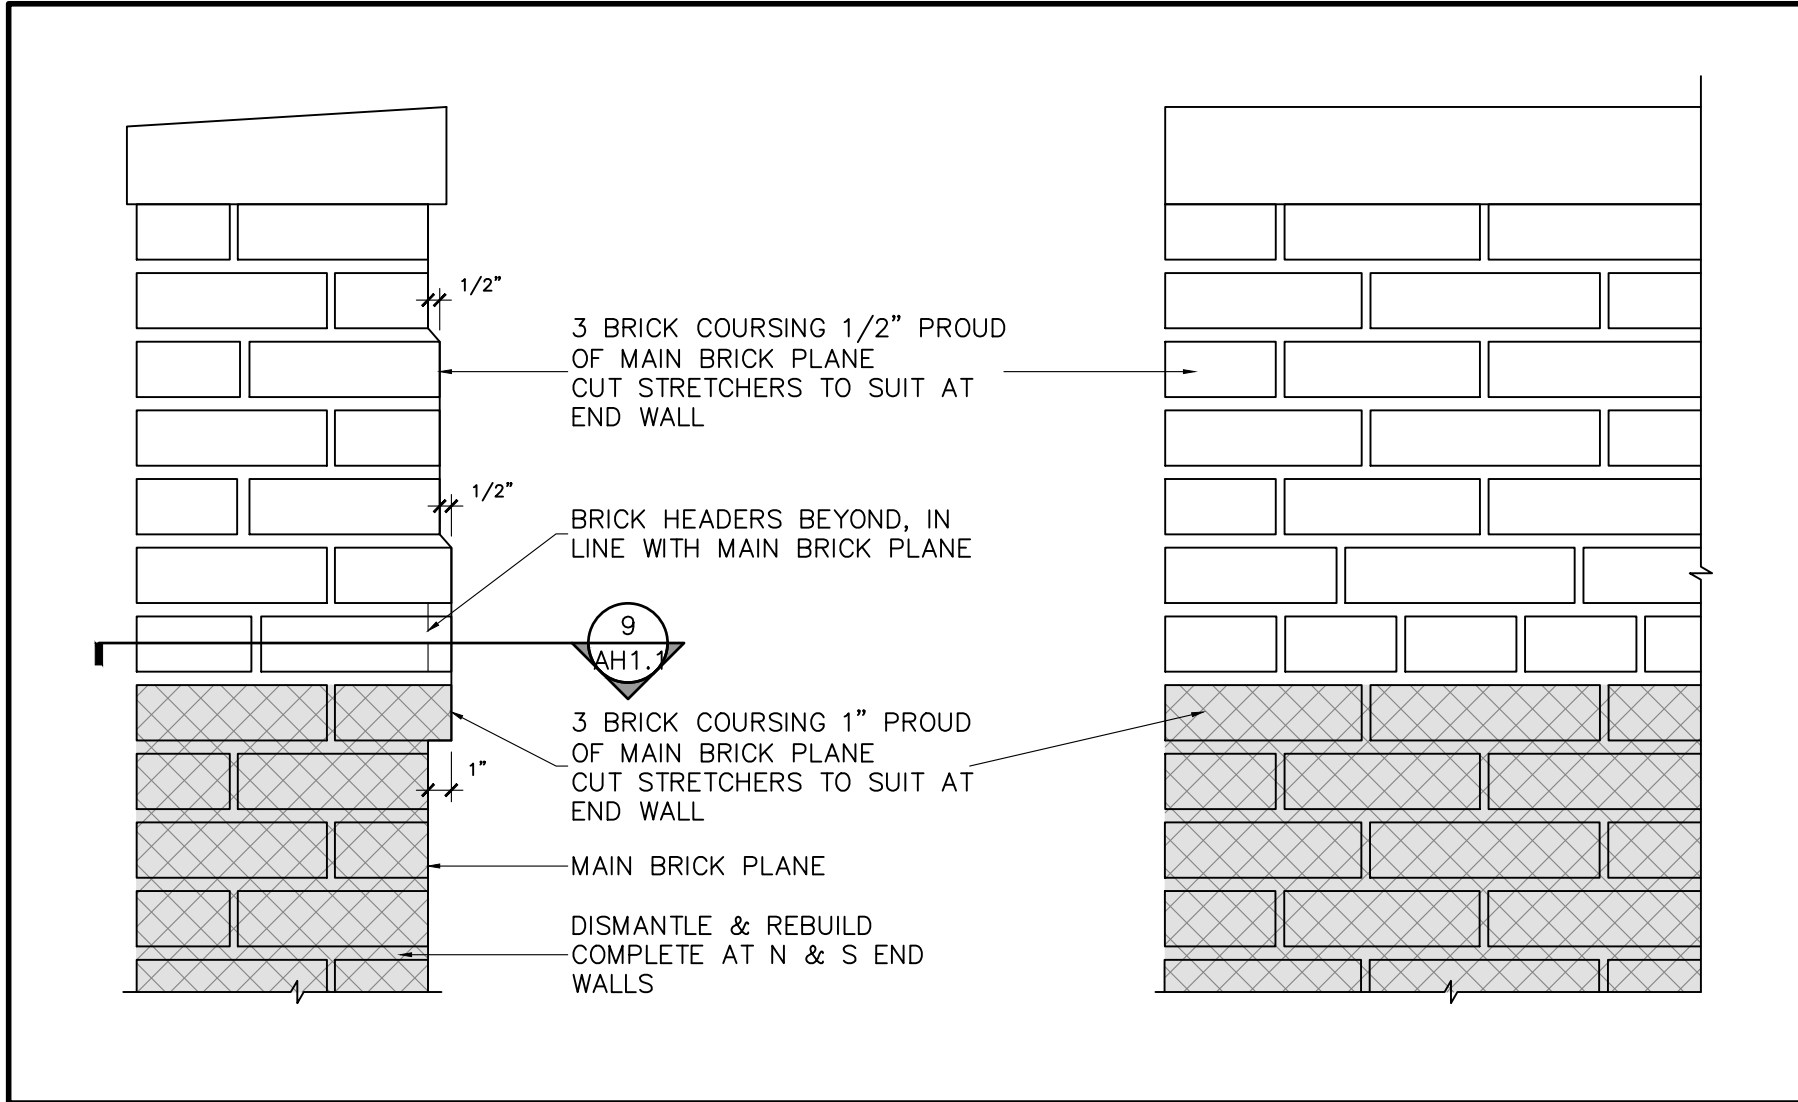 1/2”
3 BRICK COURSING 1/2” PROUD
OF MAIN BRICK PLANE
CUT STRETCHERS TO SUIT AT
END WALL
1/2”
BRICK HEADERS BEYOND, IN
LINE WITH MAIN BRICK PLANE
9
AH1.1
3 BRICK COURSING 1” PROUD
OF MAIN BRICK PLANE
CUT STRETCHERS TO SUIT AT
END WALL
1”
MAIN BRICK PLANE
DISMANTLE & REBUILD
COMPLETE AT N & S END
WALLS